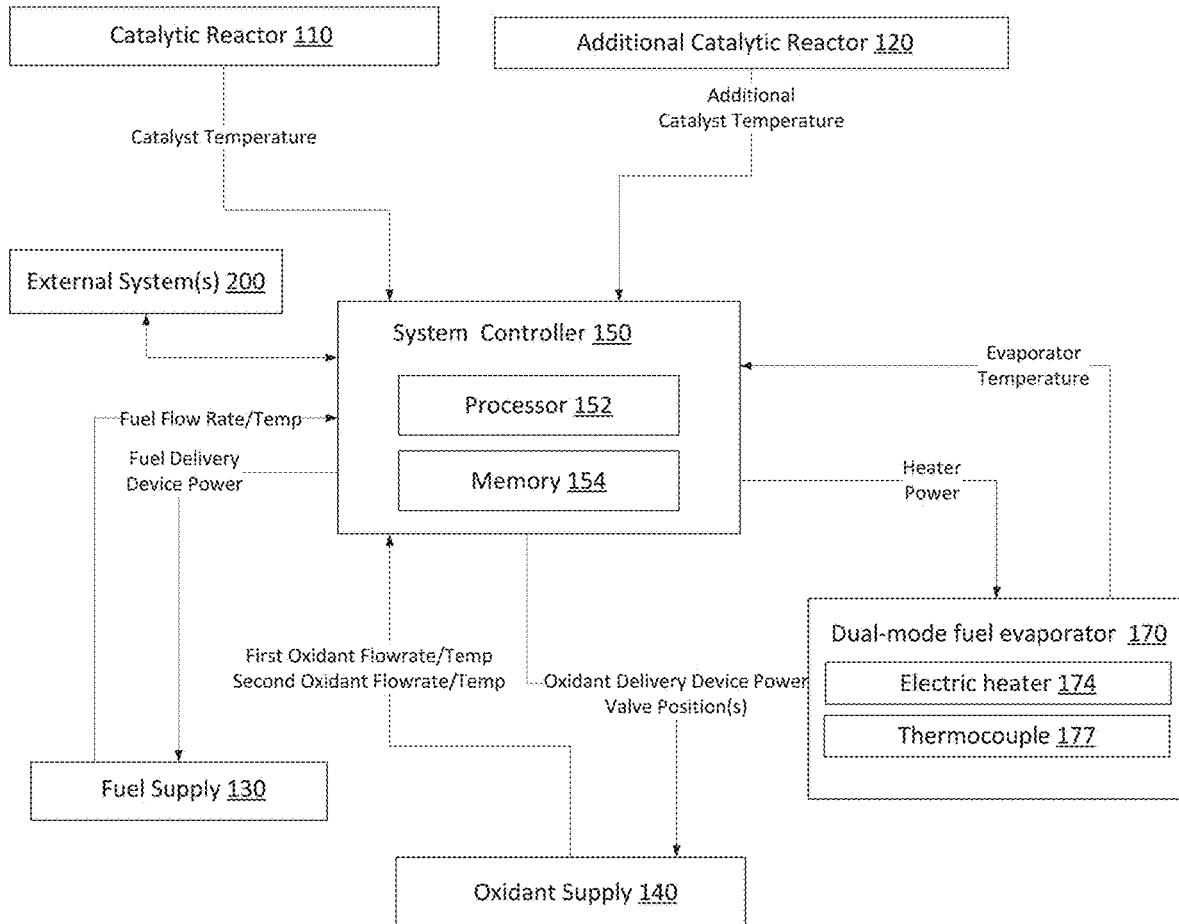 Catalytic Reactor 110
Additional Catalytic Reactor 120
Additional
Catalyst Temperature
Catalyst Temperature
External System(s) 200
System Controller 150
Evaporator
Temperature
Processor 152
Fuel Flow Rate/Temp
Fuel Delivery
Device Power
Memory 154
Heater
Power
Dual-mode fuel evaporator 170
First Oxidant Flowrate/Temp
Second Oxidant Flowrate/Temp
Oxidant Delivery Device Power
Valve Position(s)
Electric heater 174
Thermocouple 177
Fuel Supply 130
Oxidant Supply 140